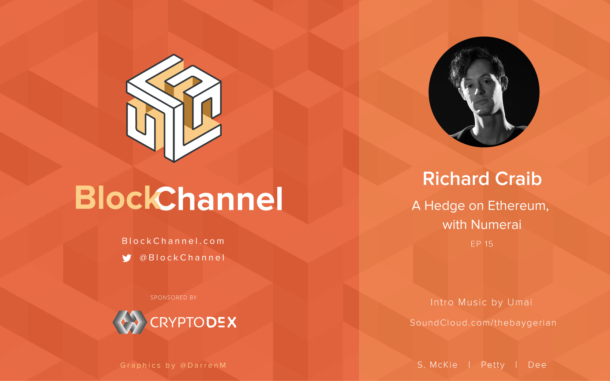 BlockChannel
BlockChannel.com
@BlockChannel
SPONSORED BY
CRYPTODEX
Graphics by @DarrenM
Richard Craib
A Hedge on Ethereum,
with Numerai
EP 15
Intro Music by Umai
SoundCloud.com/thebaygerian
S. McKie | Petty | Dee